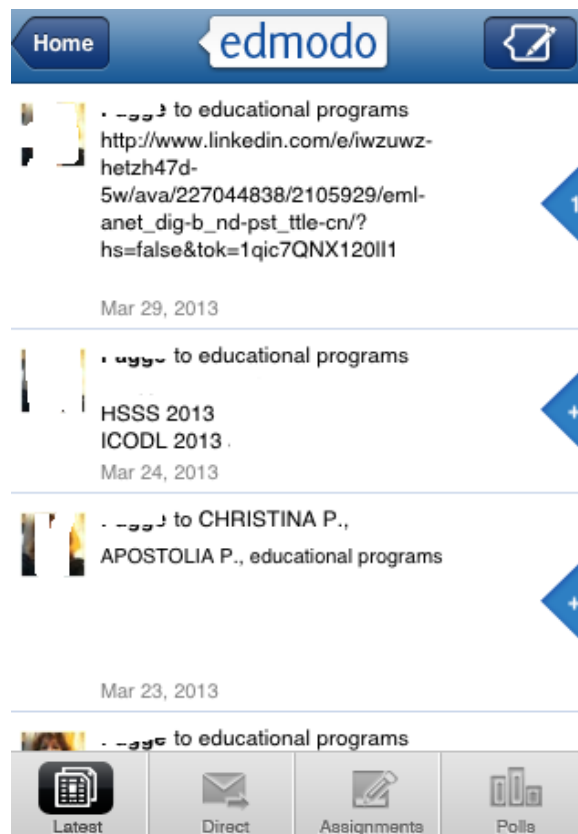 Home
edmodo
to educational programs
http://www.linkedin.com/e/iwzuwz-
hetzh47d-
5w/ava/227044838/2105929/eml-
anet_dig-b_nd-pst_ttle-cn/?
hs=false&tok=1qic7QNX120lI1
Mar 29, 2013
to educational programs
HSSS 2013
ICODL 2013
Mar 24, 2013
to CHRISTINA P.,
APOSTOLIA P., educational programs
Mar 23, 2013
to educational programs
Latest
Direct
Assignments
Polls